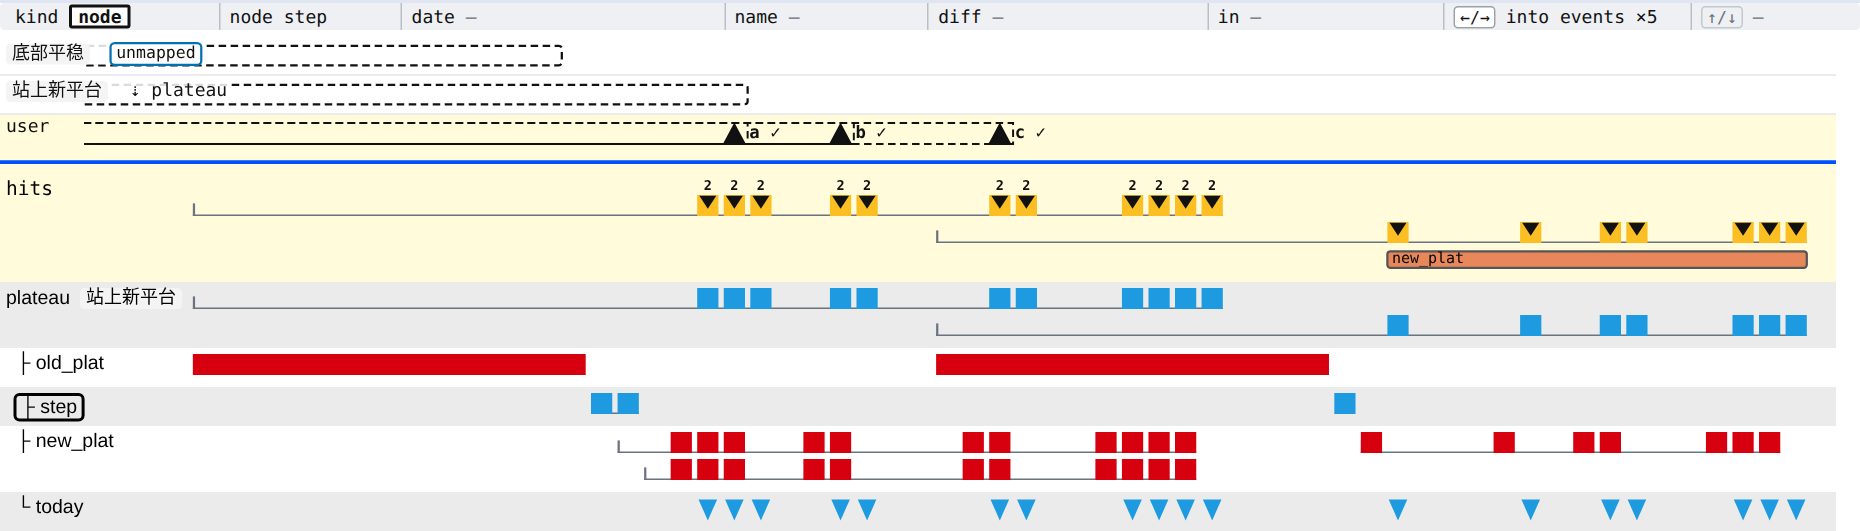 kind node node step date — name — diff — in — ←/→ into events ×5 ↑/↓ —
底部平稳 unmapped
站上新平台 ⇣ plateau
user a ✓ b ✓ c ✓
hits 2 2 2 2 2 2 2 2 2 2 2
new_plat
plateau 站上新平台
├ old_plat
├ step
├ new_plat
└ today